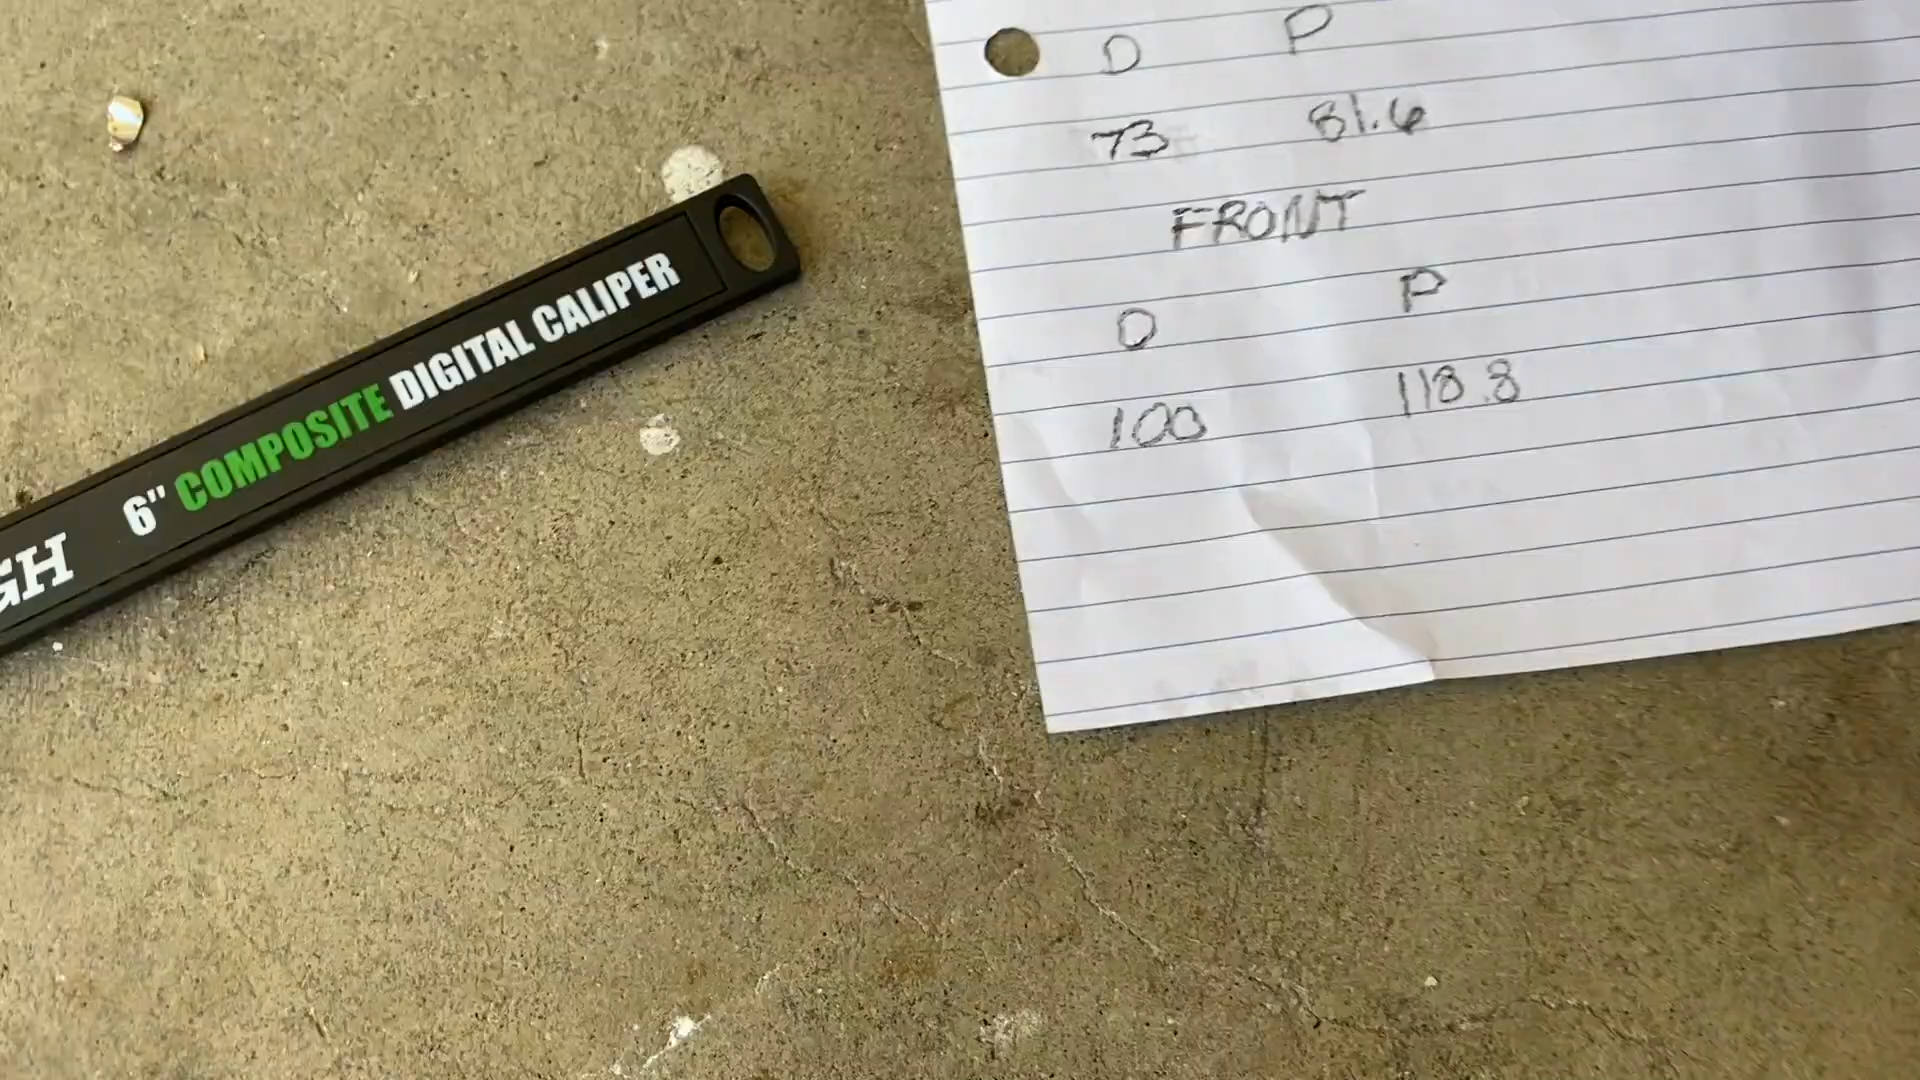 GH 6" COMPOSITE DIGITAL CALIPER
D P
73 81.6
FRONT
D P
100 118.8